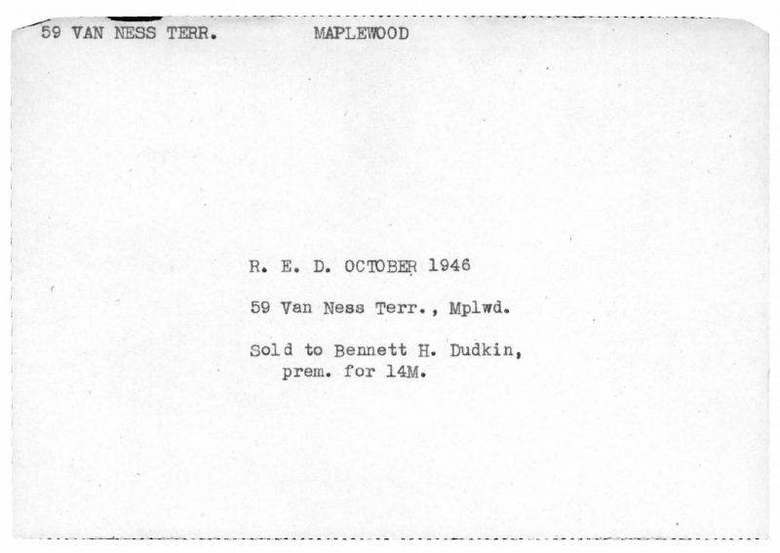 59 VAN NESS TERR. MAPLEWOOD
R. E. D. OCTOBER 1946
59 Van Ness Terr., Mplwd.
Sold to Bennett H. Dudkin,
prem. for 14M.